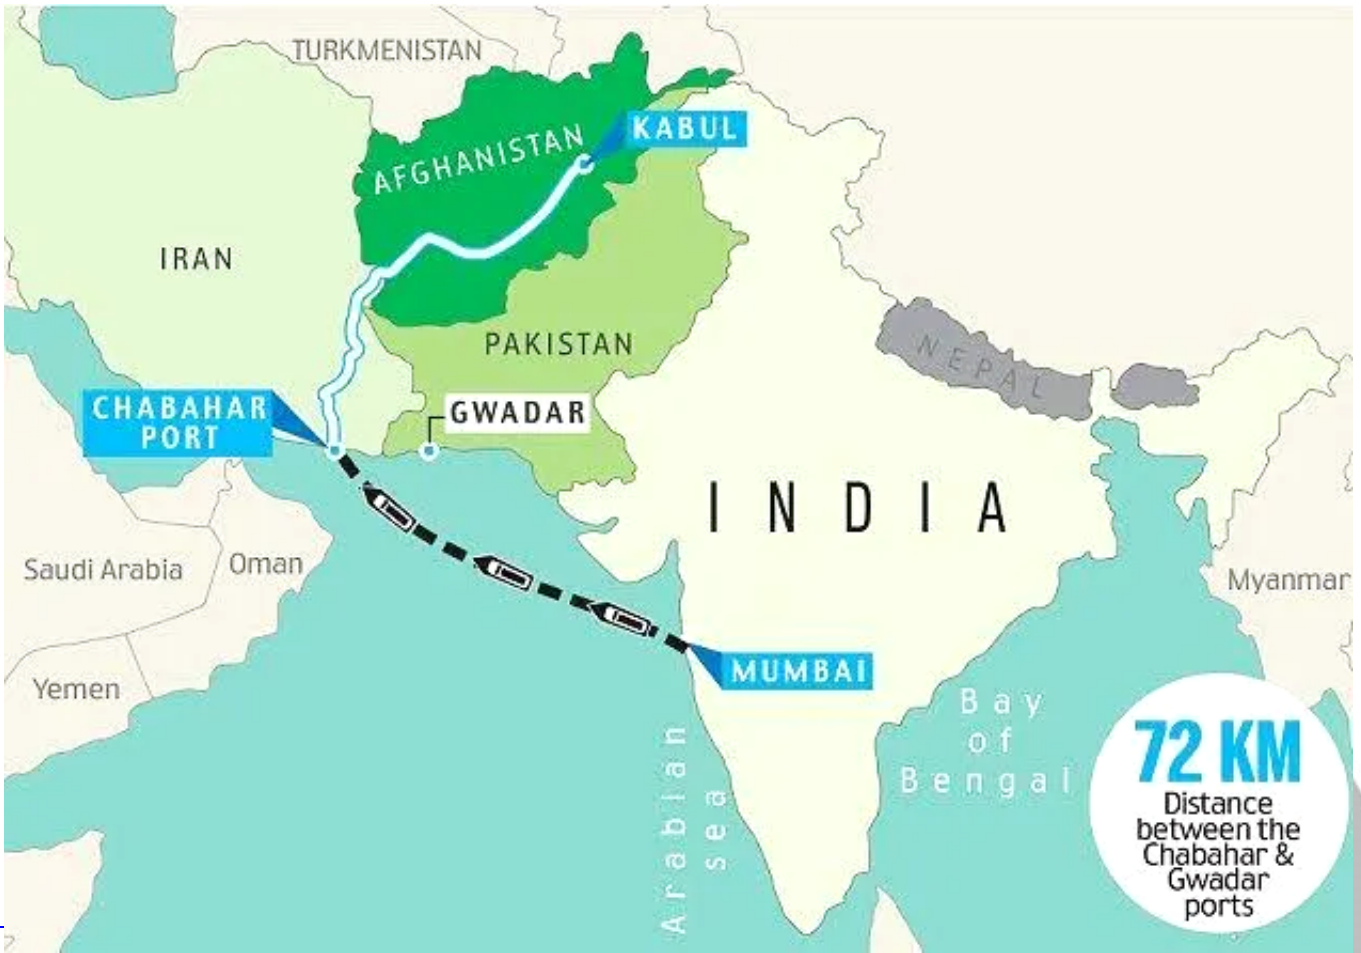 TURKMENISTAN
KABUL
AFGHANISTAN
IRAN
PAKISTAN
NEPAL
CHABAHAR
PORT
GWADAR
INDIA
Saudi Arabia
Oman
Myanmar
Yemen
MUMBAI
Arabian
sea
Bay
of
Bengal
72 KM
Distance
between the
Chabahar &
Gwadar
ports